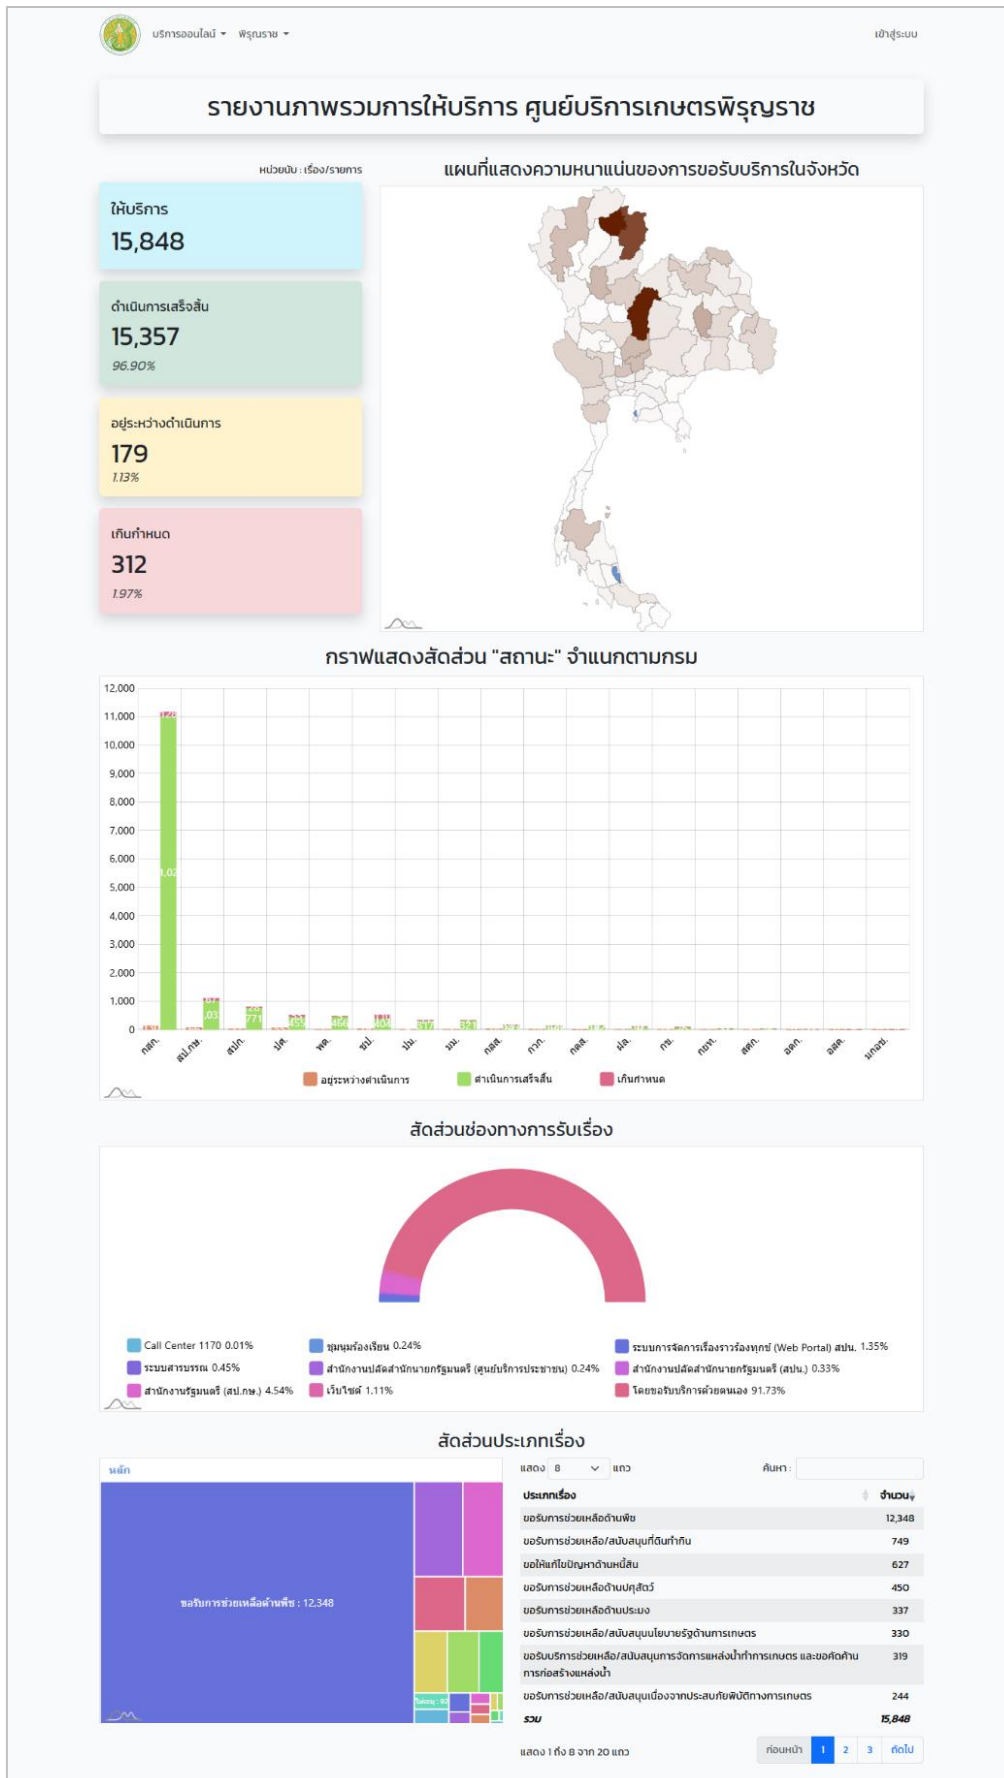 บริการออนไลน์ พิรุณราช เข้าสู่ระบบ
รายงานภาพรวมการให้บริการ ศูนย์บริการเกษตรพิรุญราช
หน่วยนับ : เรื่อง/รายการ
แผนที่แสดงความหนาแน่นของการขอรับบริการในจังหวัด
ให้บริการ
15,848
ดำเนินการเสร็จสิ้น
15,357
96.90%
อยู่ระหว่างดำเนินการ
179
1.13%
เกินกำหนด
312
1.97%
กราฟแสดงสัดส่วน "สถานะ" จำแนกตามกรม
12,000
11,000
10,000
9,000
8,000
7,000
6,000
5,000
4,000
3,000
2,000
1,000
0
771
455
466
404
317
321
กสก. สป.กษ. สปก. ปศ. พด. ชป. ปม. มม. กสส. กวก. กตส. ฝล. กข. กยท. สศก. อตก. อสค. มกอช.
อยู่ระหว่างดำเนินการ ดำเนินการเสร็จสิ้น เกินกำหนด
สัดส่วนช่องทางการรับเรื่อง
Call Center 1170 0.01% ชุมนุมร้องเรียน 0.24% ระบบการจัดการเรื่องราวร้องทุกข์ (Web Portal) สปน. 1.35%
ระบบสารบรรณ 0.45% สำนักงานปลัดสำนักนายกรัฐมนตรี (ศูนย์บริการประชาชน) 0.24% สำนักงานปลัดสำนักนายกรัฐมนตรี (สปน.) 0.33%
สำนักงานรัฐมนตรี (สป.กษ.) 4.54% เว็บไซต์ 1.11% โดยขอรับบริการด้วยตนเอง 91.73%
สัดส่วนประเภทเรื่อง
หลัก
ขอรับการช่วยเหลือด้านพืช : 12,348
แสดง 8 แถว ค้นหา :
ประเภทเรื่อง จำนวน
ขอรับการช่วยเหลือด้านพืช 12,348
ขอรับการช่วยเหลือ/สนับสนุนที่ดินทำกิน 749
ขอให้แก้ไขปัญหาด้านหนี้สิน 627
ขอรับการช่วยเหลือด้านปศุสัตว์ 450
ขอรับการช่วยเหลือด้านประมง 337
ขอรับการช่วยเหลือ/สนับสนุนนโยบายรัฐด้านการเกษตร 330
ขอรับบริการช่วยเหลือ/สนับสนุนการจัดการแหล่งน้ำทำการเกษตร และขอคัดค้าน 319
การก่อสร้างแหล่งน้ำ
ขอรับการช่วยเหลือ/สนับสนุนเนื่องจากประสบภัยพิบัติทางการเกษตร 244
รวม 15,848
แสดง 1 ถึง 8 จาก 20 แถว
ก่อนหน้า 1 2 3 ถัดไป